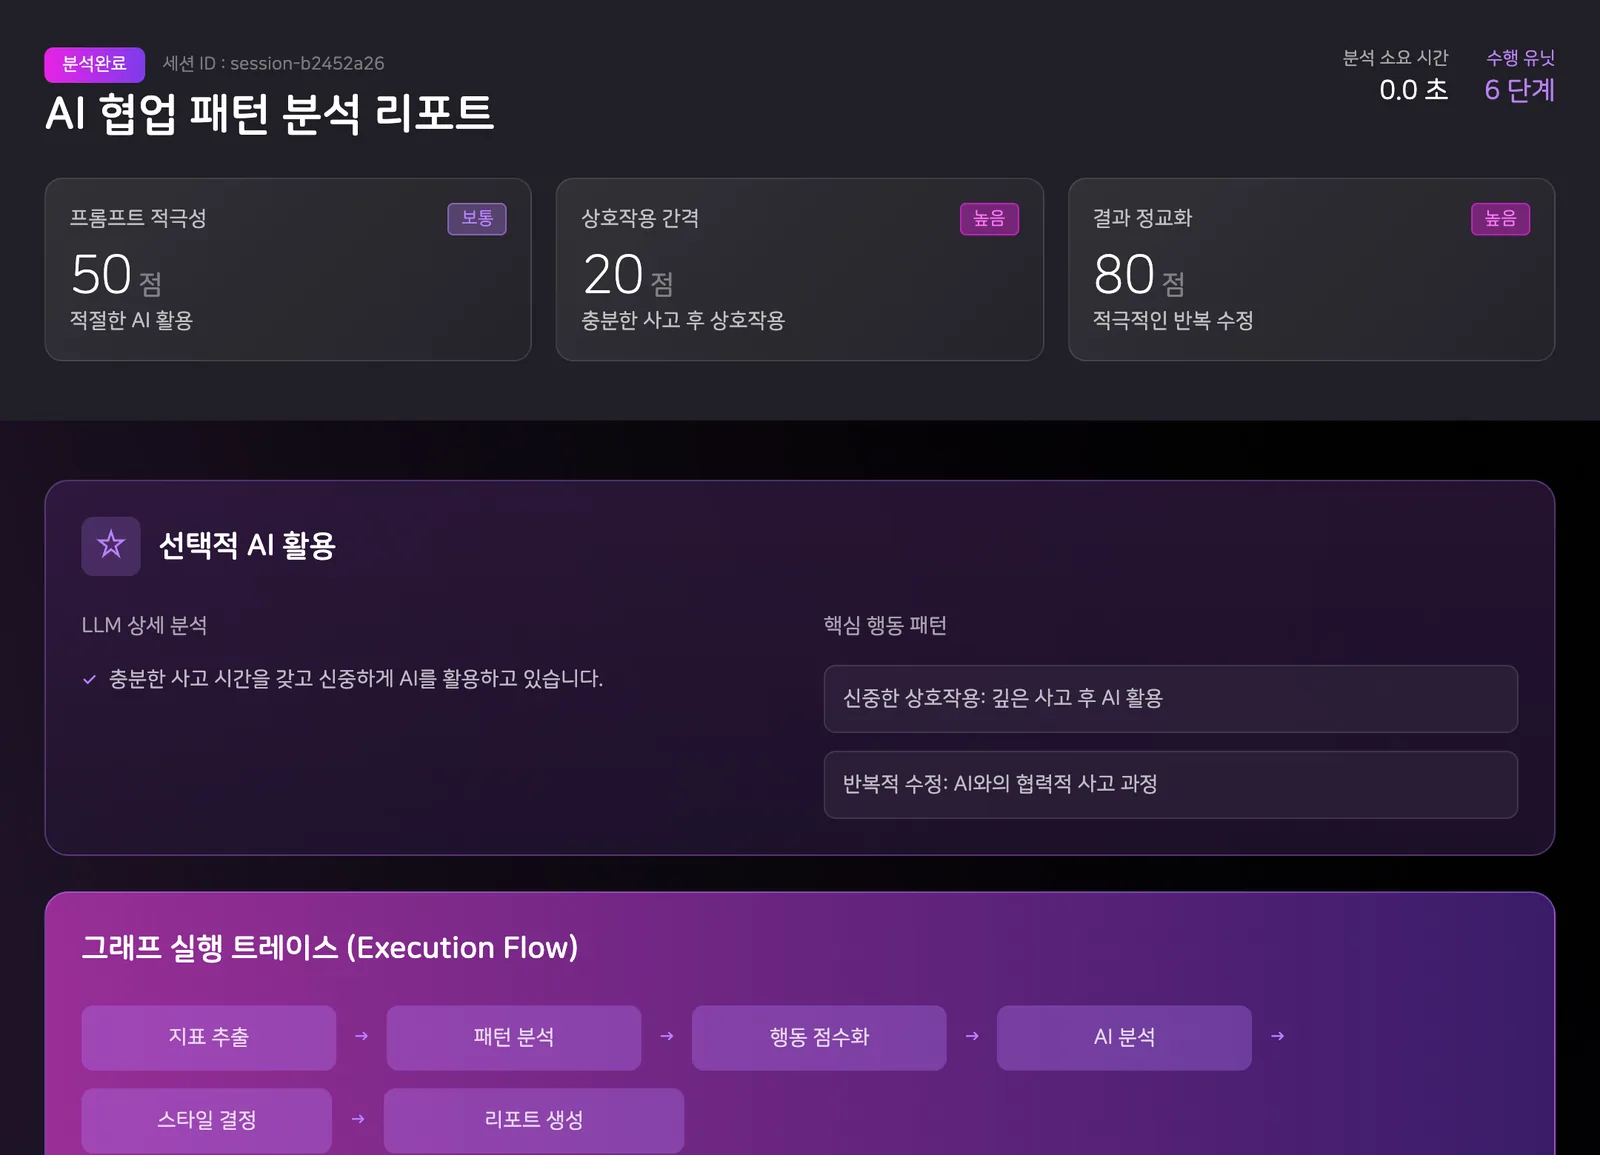 분석완료 세션 ID : session-b2452a26
AI 협업 패턴 분석 리포트
분석 소요 시간
0.0 초
수행 유닛
6 단계
프롬프트 적극성
보통
50 점
적절한 AI 활용
상호작용 간격
높음
20 점
충분한 사고 후 상호작용
결과 정교화
높음
80 점
적극적인 반복 수정
선택적 AI 활용
LLM 상세 분석
충분한 사고 시간을 갖고 신중하게 AI를 활용하고 있습니다.
핵심 행동 패턴
신중한 상호작용: 깊은 사고 후 AI 활용
반복적 수정: AI와의 협력적 사고 과정
그래프 실행 트레이스 (Execution Flow)
지표 추출 → 패턴 분석 → 행동 점수화 → AI 분석 →
스타일 결정 → 리포트 생성